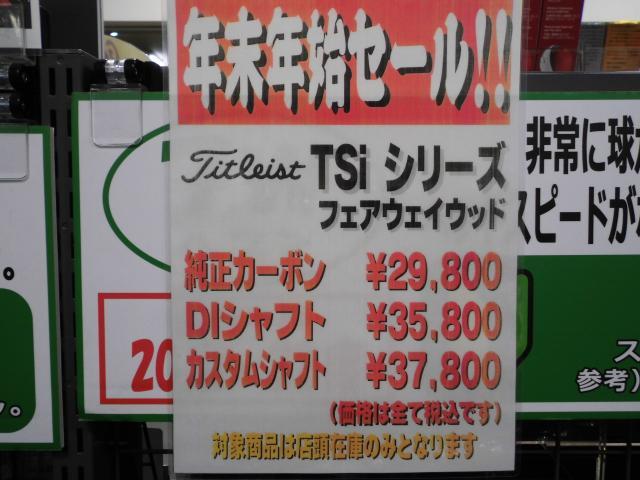 年末年始セール!!
Titleist TSi シリーズ
フェアウェイウッド
純正カーボン ¥29,800
DIシャフト ¥35,800
カスタムシャフト ¥37,800
(価格は全て税込です)
対象商品は店頭在庫のみとなります
非常に球が
スピードが
20
ス
参考)